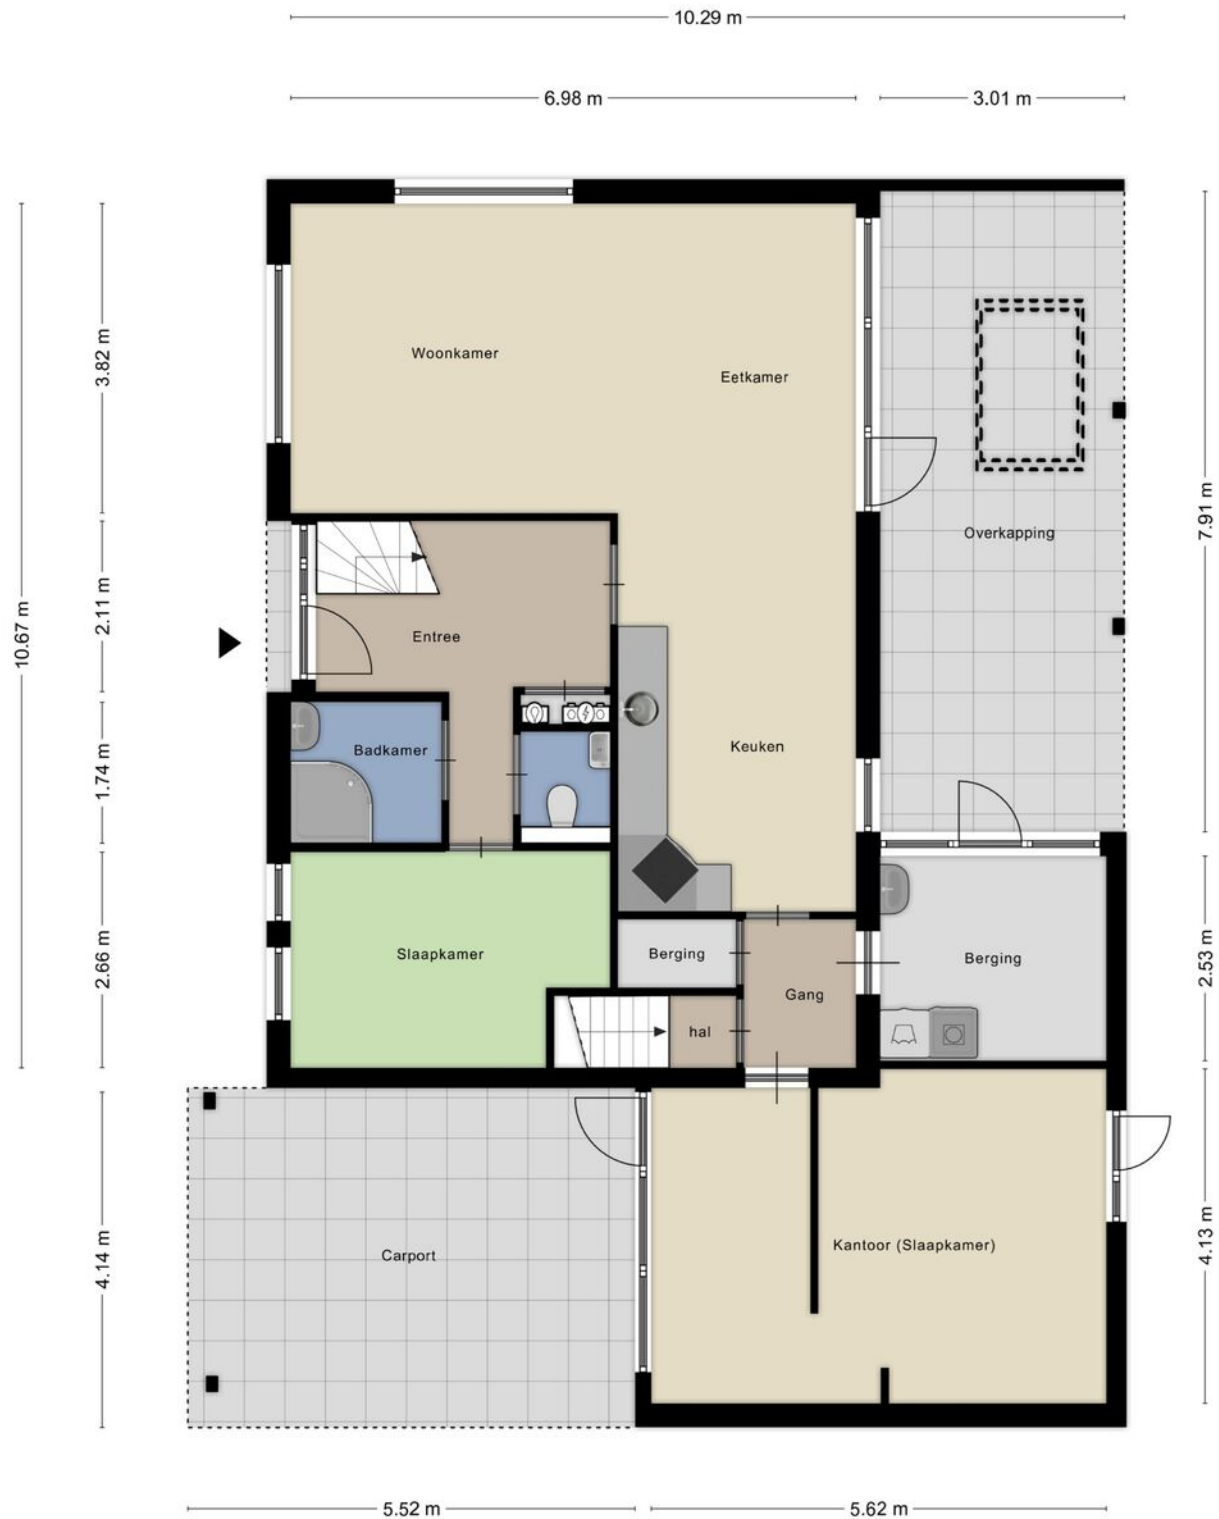 10.29 m
6.98 m
3.01 m
10.67 m
3.82 m
2.11 m
1.74 m
2.66 m
4.14 m
7.91 m
2.53 m
4.13 m
Woonkamer
Eetkamer
Overkapping
Entree
Badkamer
Keuken
Slaapkamer
Berging
Gang
Berging
hal
Kantoor (Slaapkamer)
Carport
5.52 m
5.62 m